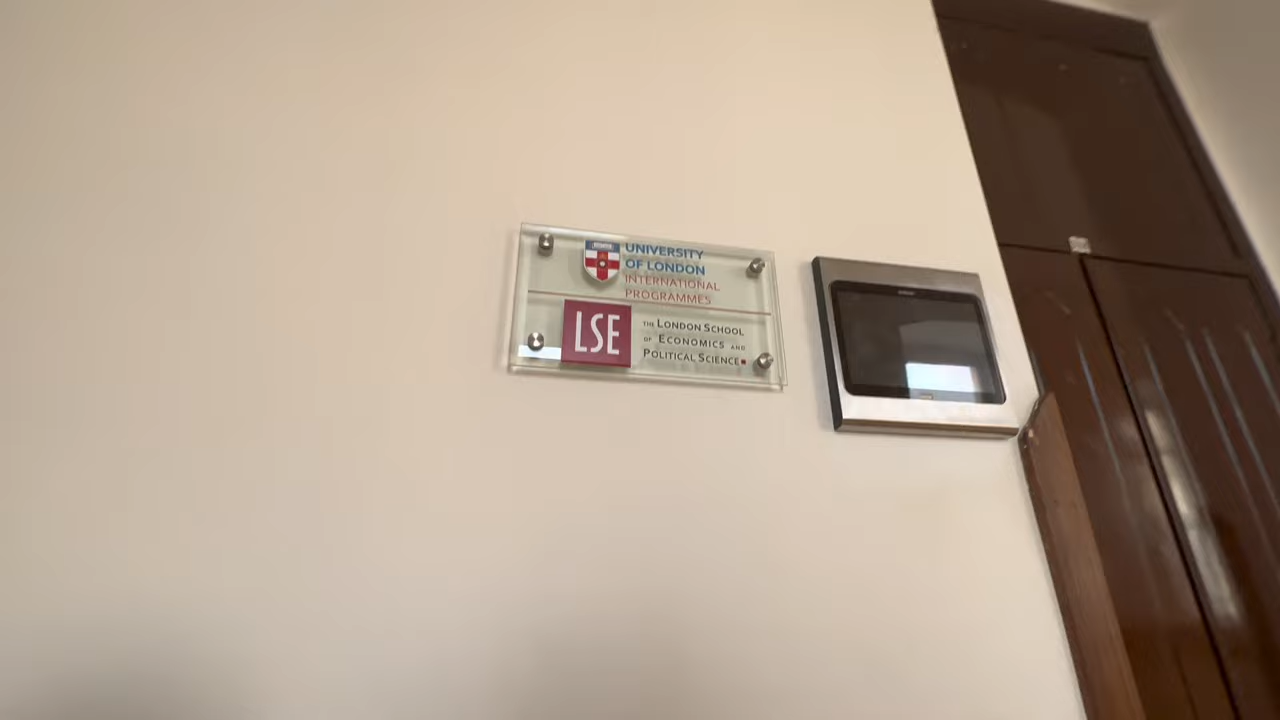 UNIVERSITY
OF LONDON
INTERNATIONAL
PROGRAMMES
LSE
THE LONDON SCHOOL
OF ECONOMICS AND
POLITICAL SCIENCE